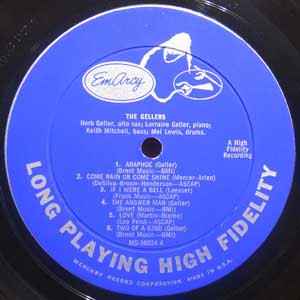 EmArcy
THE GELLERS
Herb Geller, alto sax; Lorraine Geller, piano;
Keith Mitchell, bass; Mel Lewis, drums.
A High
Fidelity
Recording
1. ARAPHOE (Geller)
(Brent Music—BMI)
2. COME RAIN OR COME SHINE (Mercer-Arlen)
(DeSilva-Brown-Henderson—ASCAP)
3. IF I WERE A BELL (Loesser)
(Frank Music—ASCAP)
4. THE ANSWER MAN (Geller)
(Brent Music—BMI)
5. LOVE (Martin-Blaine)
(Leo Feist—ASCAP)
6. TWO OF A KIND (Geller)
(Brent Music—BMI)
MG-36024 A
LONG PLAYING HIGH FIDELITY
MERCURY RECORD CORPORATION MADE IN U.S.A.